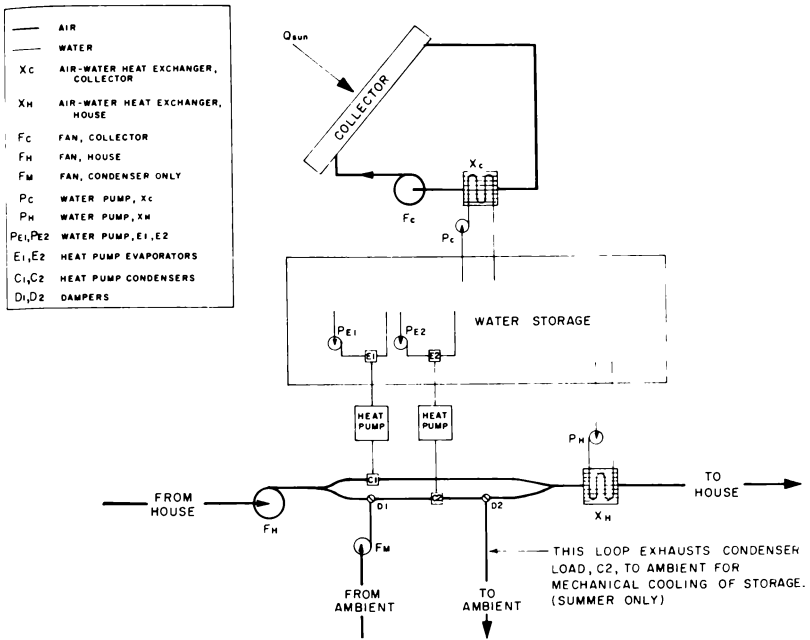 AIR
WATER
XC AIR-WATER HEAT EXCHANGER,
COLLECTOR
XH AIR-WATER HEAT EXCHANGER,
HOUSE
FC FAN, COLLECTOR
FH FAN, HOUSE
FM FAN, CONDENSER ONLY
PC WATER PUMP, XC
PH WATER PUMP, XH
PE1,PE2 WATER PUMP, E1, E2
E1,E2 HEAT PUMP EVAPORATORS
C1,C2 HEAT PUMP CONDENSERS
D1,D2 DAMPERS
Qsun
COLLECTOR
XC
FC
PC
WATER STORAGE
PE1
PE2
E1
E2
HEAT
PUMP
HEAT
PUMP
PH
C1
FROM
HOUSE
TO
HOUSE
FH
D1
C2
D2
XH
FM
FROM
AMBIENT
TO
AMBIENT
THIS LOOP EXHAUSTS CONDENSER
LOAD, C2, TO AMBIENT FOR
MECHANICAL COOLING OF STORAGE.
(SUMMER ONLY)